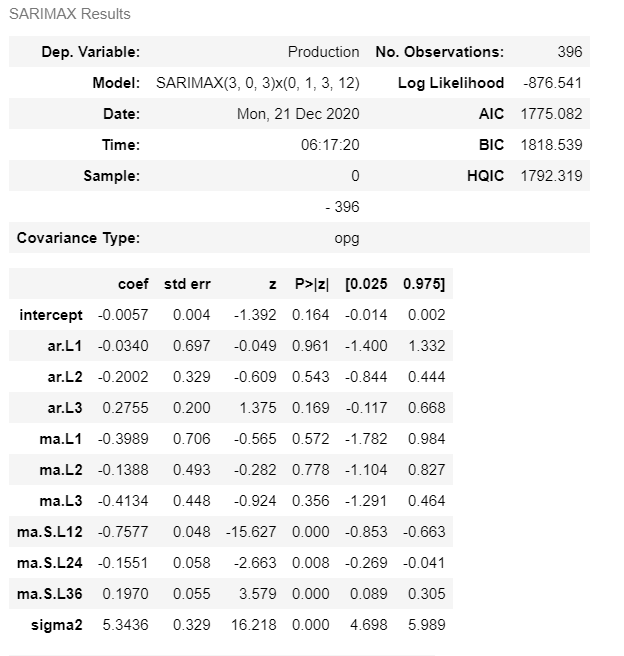 SARIMAX Results
Dep. Variable: Production No. Observations: 396
Model: SARIMAX(3, 0, 3)x(0, 1, 3, 12) Log Likelihood -876.541
Date: Mon, 21 Dec 2020 AIC 1775.082
Time: 06:17:20 BIC 1818.539
Sample: 0 HQIC 1792.319
- 396
Covariance Type: opg
coef std err z P>|z| [0.025 0.975]
intercept -0.0057 0.004 -1.392 0.164 -0.014 0.002
ar.L1 -0.0340 0.697 -0.049 0.961 -1.400 1.332
ar.L2 -0.2002 0.329 -0.609 0.543 -0.844 0.444
ar.L3 0.2755 0.200 1.375 0.169 -0.117 0.668
ma.L1 -0.3989 0.706 -0.565 0.572 -1.782 0.984
ma.L2 -0.1388 0.493 -0.282 0.778 -1.104 0.827
ma.L3 -0.4134 0.448 -0.924 0.356 -1.291 0.464
ma.S.L12 -0.7577 0.048 -15.627 0.000 -0.853 -0.663
ma.S.L24 -0.1551 0.058 -2.663 0.008 -0.269 -0.041
ma.S.L36 0.1970 0.055 3.579 0.000 0.089 0.305
sigma2 5.3436 0.329 16.218 0.000 4.698 5.989